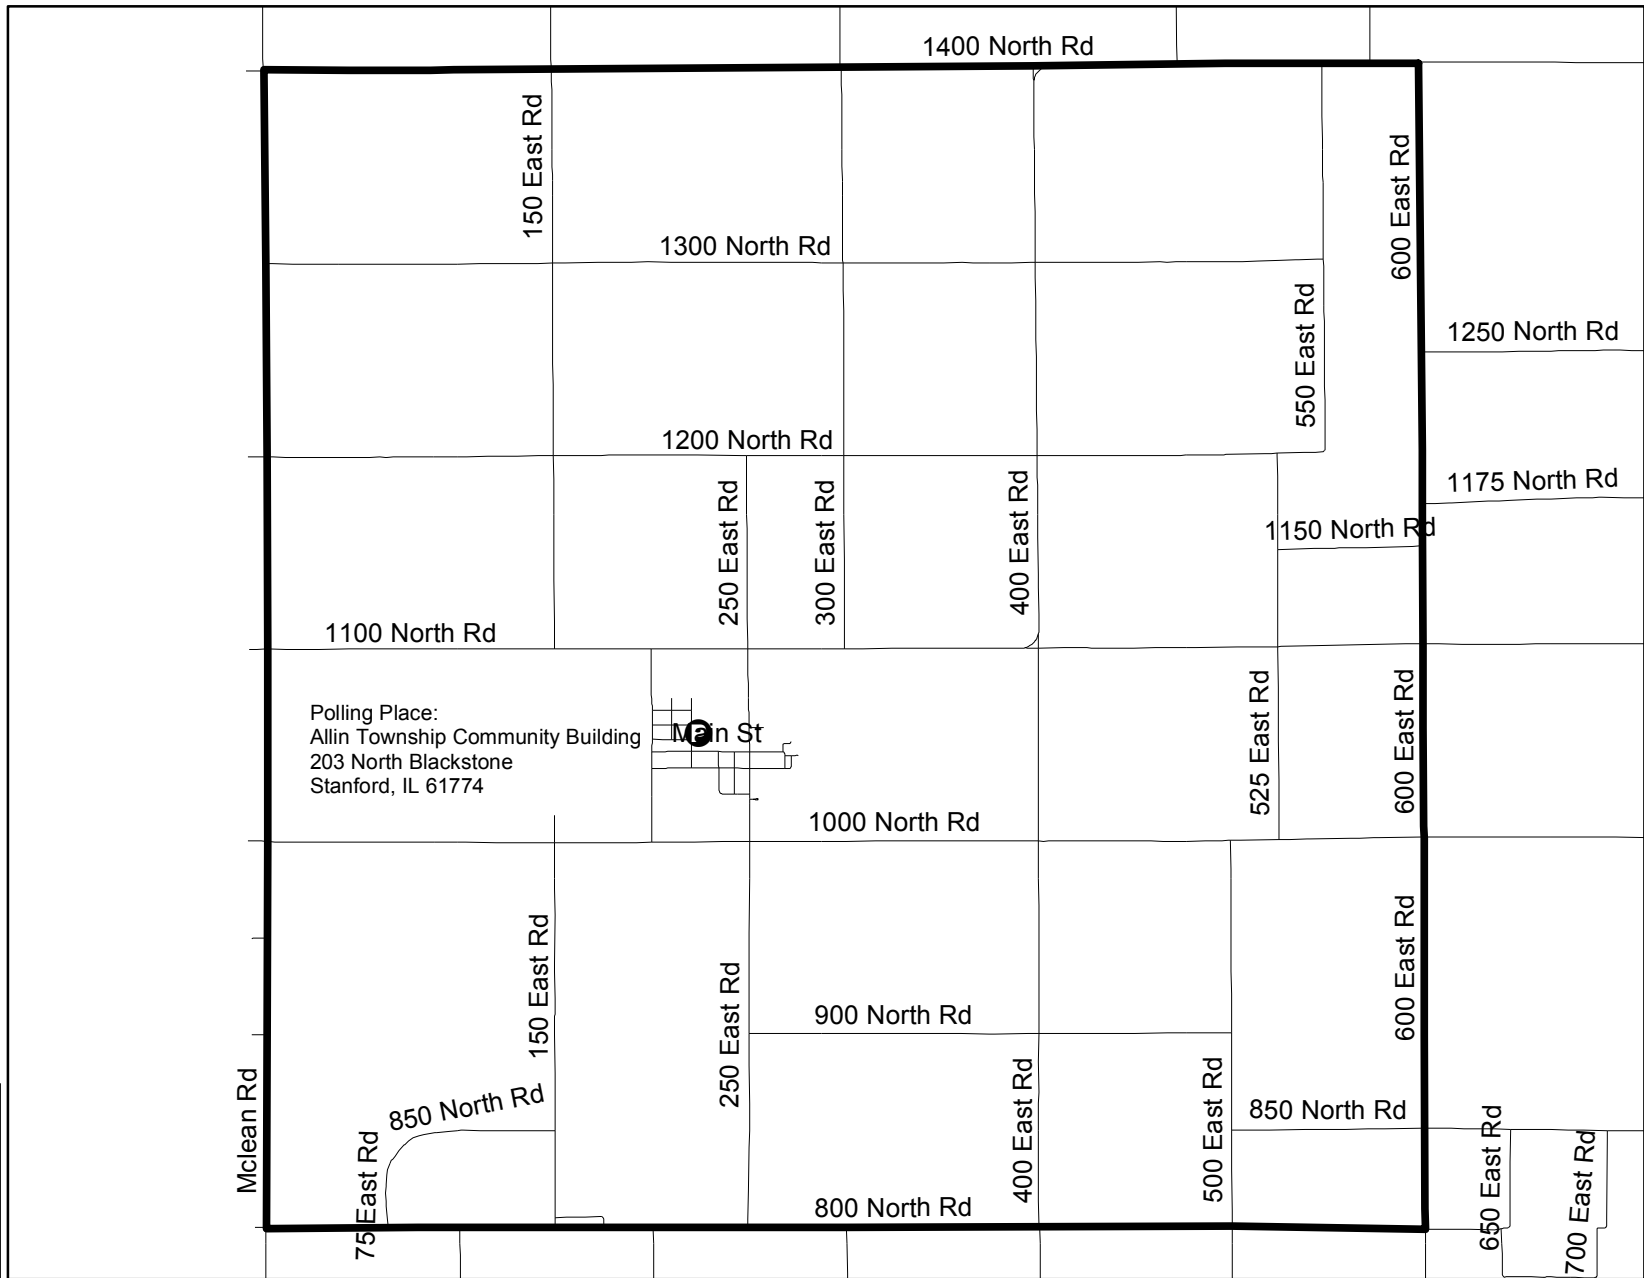 1400 North Rd
150 East Rd
600 East Rd
1300 North Rd
550 East Rd
1250 North Rd
1200 North Rd
1175 North Rd
250 East Rd
300 East Rd
400 East Rd
1150 North Rd
1100 North Rd
525 East Rd
600 East Rd
Polling Place:
Allin Township Community Building
203 North Blackstone
Stanford, IL 61774
Main St
1000 North Rd
150 East Rd
250 East Rd
600 East Rd
900 North Rd
Mclean Rd
850 North Rd
75 East Rd
400 East Rd
500 East Rd
850 North Rd
650 East Rd
700 East Rd
800 North Rd